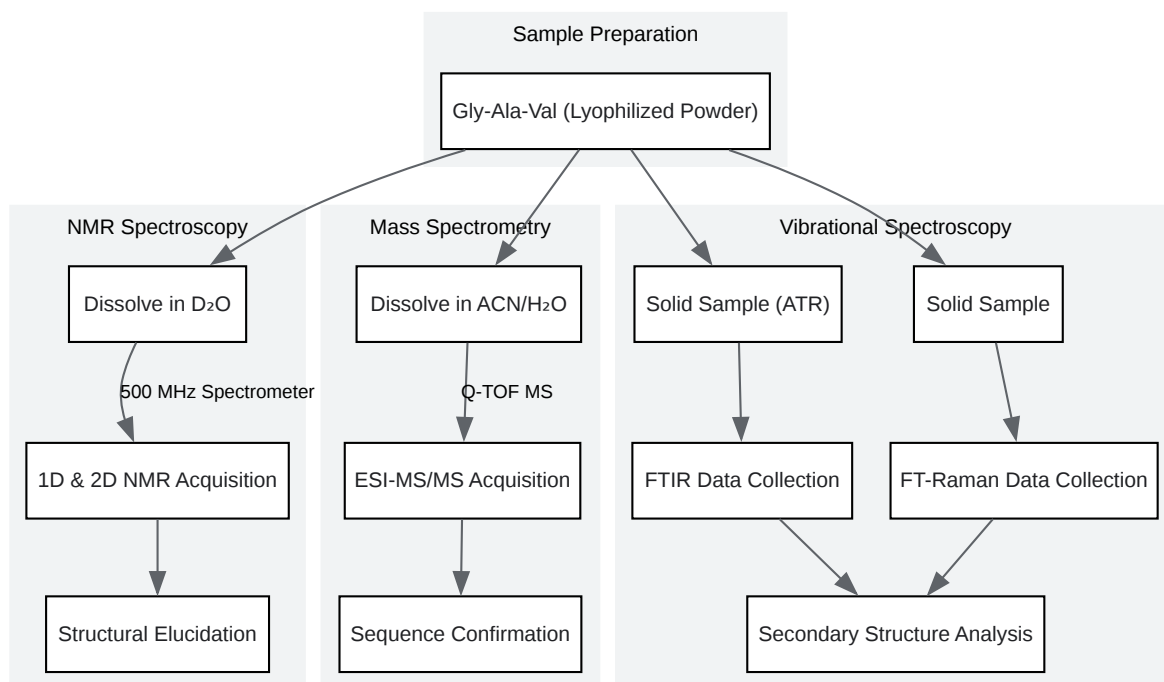 Sample Preparation
Gly-Ala-Val (Lyophilized Powder)
NMR Spectroscopy
Mass Spectrometry
Vibrational Spectroscopy
Dissolve in D₂O
Dissolve in ACN/H₂O
Solid Sample (ATR)
Solid Sample
500 MHz Spectrometer
Q-TOF MS
1D & 2D NMR Acquisition
ESI-MS/MS Acquisition
FTIR Data Collection
FT-Raman Data Collection
Structural Elucidation
Sequence Confirmation
Secondary Structure Analysis